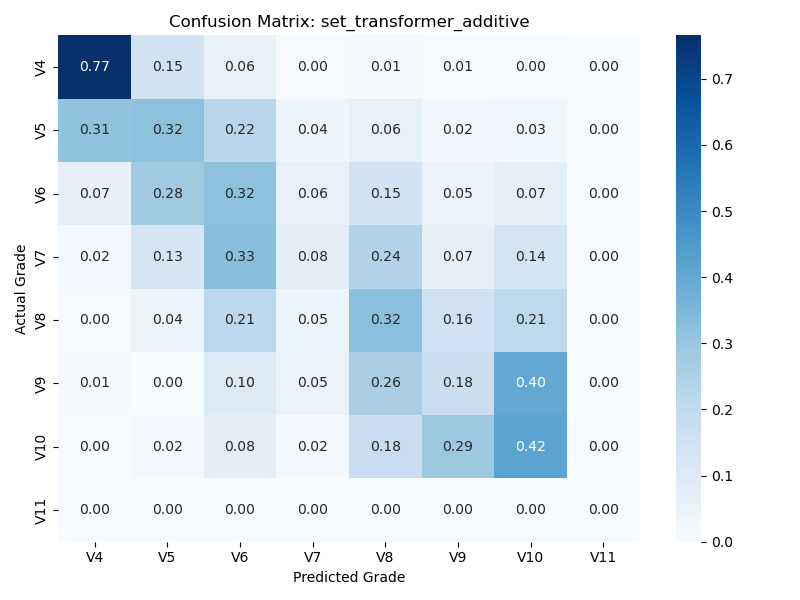 Confusion Matrix: set_transformer_additive
V4 0.77 0.15 0.06 0.00 0.01 0.01 0.00 0.00
V5 0.31 0.32 0.22 0.04 0.06 0.02 0.03 0.00
V6 0.07 0.28 0.32 0.06 0.15 0.05 0.07 0.00
V7 0.02 0.13 0.33 0.08 0.24 0.07 0.14 0.00
V8 0.00 0.04 0.21 0.05 0.32 0.16 0.21 0.00
V9 0.01 0.00 0.10 0.05 0.26 0.18 0.40 0.00
V10 0.00 0.02 0.08 0.02 0.18 0.29 0.42 0.00
V11 0.00 0.00 0.00 0.00 0.00 0.00 0.00 0.00
V4 V5 V6 V7 V8 V9 V10 V11
Predicted Grade
Actual Grade
0.7
0.6
0.5
0.4
0.3
0.2
0.1
0.0